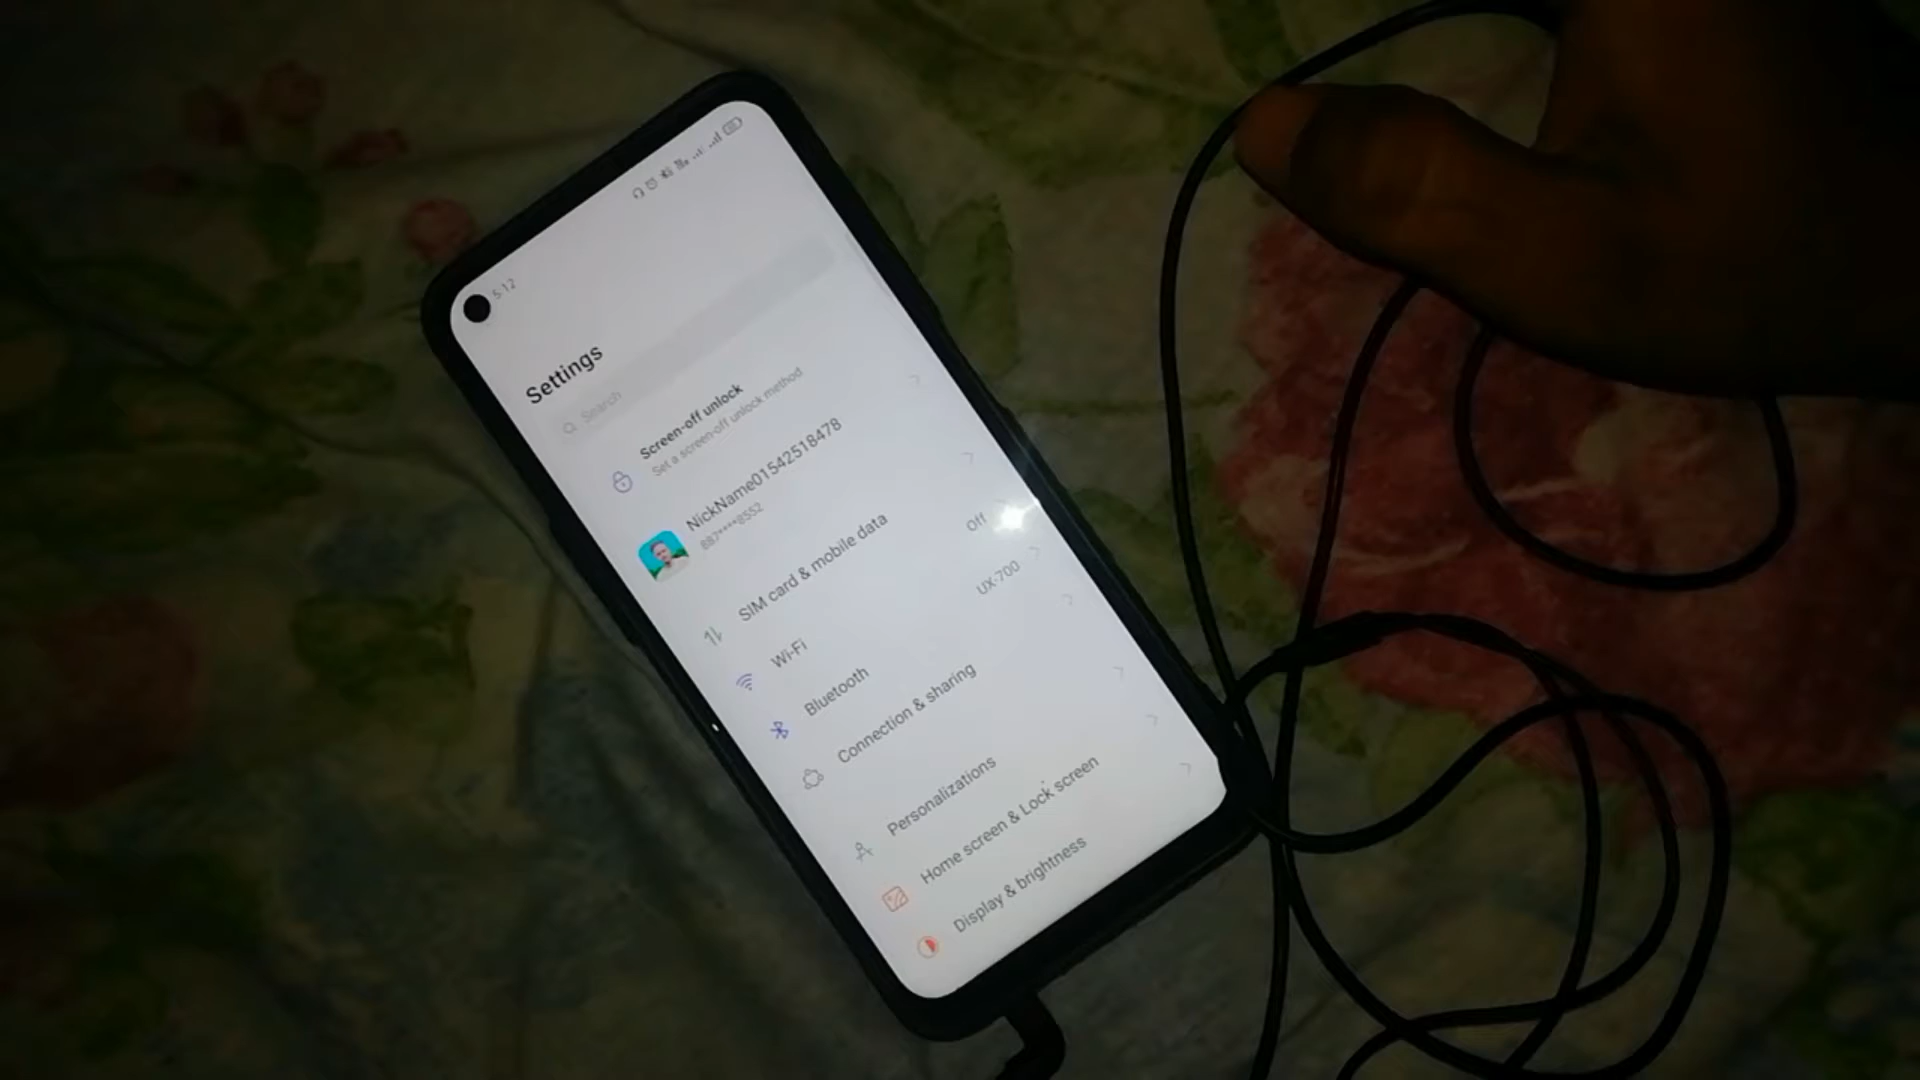 5:12
Settings
Search
Screen-off unlock
Set a screen-off unlock method
NickName01542518478
887****8552
SIM card & mobile data
Wi-Fi Off
Bluetooth UX-700
Connection & sharing
Personalizations
Home screen & Lock screen
Display & brightness